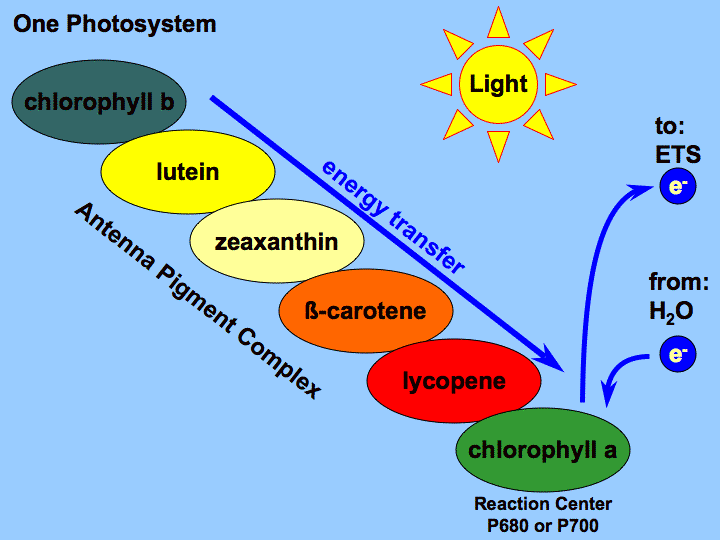 One Photosystem
Light
chlorophyll b
to:
ETS
lutein
e-
energy transfer
zeaxanthin
Antenna Pigment Complex
from:
H₂O
ß-carotene
e-
lycopene
chlorophyll a
Reaction Center
P680 or P700